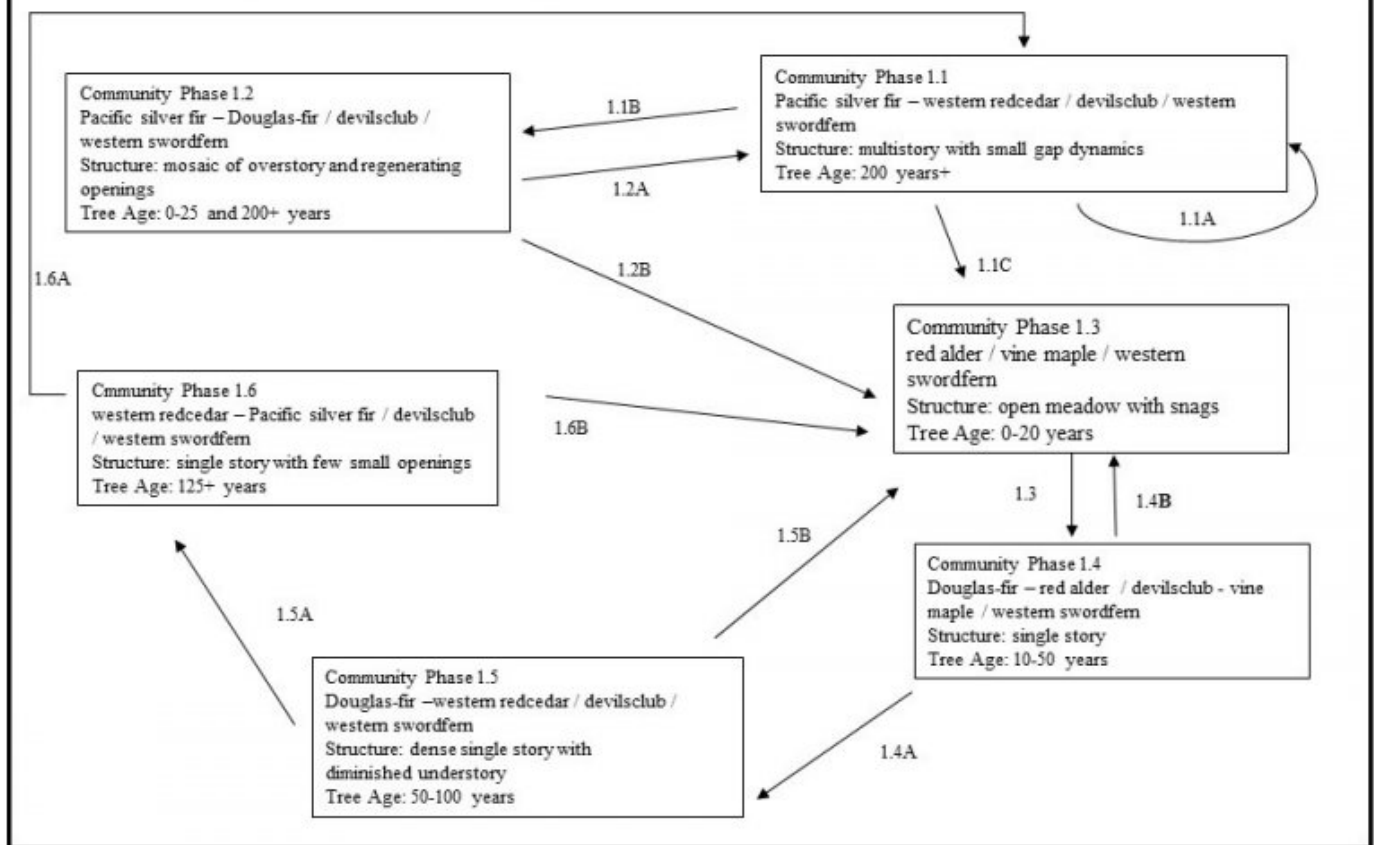 Community Phase 1.2
Pacific silver fir – Douglas-fir / devilsclub /
western swordfern
Structure: mosaic of overstory and regenerating
openings
Tree Age: 0-25 and 200+ years
1.1B
1.2A
Community Phase 1.1
Pacific silver fir – western redcedar / devilsclub / western
swordfern
Structure: multistory with small gap dynamics
Tree Age: 200 years+
1.1A
1.1C
1.2B
1.6A
Community Phase 1.3
red alder / vine maple / western
swordfern
Structure: open meadow with snags
Tree Age: 0-20 years
Cmmunity Phase 1.6
western redcedar – Pacific silver fir / devilsclub
/ western swordfern
Structure: single story with few small openings
Tree Age: 125+ years
1.6B
1.3
1.4B
1.5B
Community Phase 1.4
Douglas-fir – red alder / devilsclub - vine
maple / western swordfern
Structure: single story
Tree Age: 10-50 years
1.5A
Community Phase 1.5
Douglas-fir –western redcedar / devilsclub /
western swordfern
Structure: dense single story with
diminished understory
Tree Age: 50-100 years
1.4A